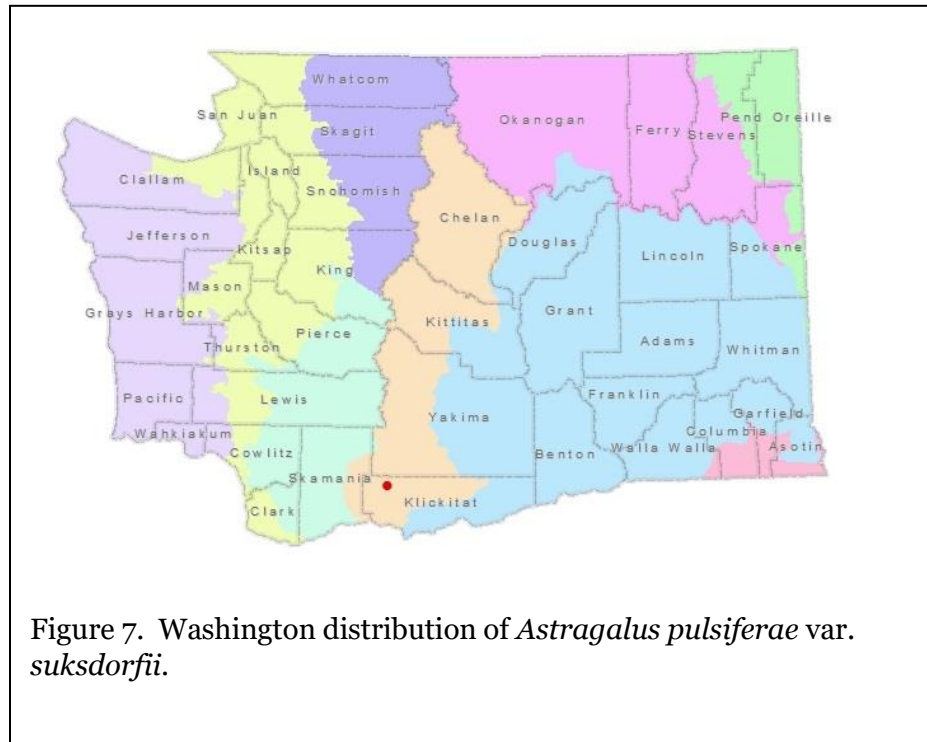 Whatcom
San Juan
Skagit
Okanogan
Ferry
Stevens
Pend Oreille
Island
Clallam
Snohomish
Chelan
Jefferson
Kitsap
Douglas
Lincoln
Spokane
King
Mason
Grays Harbor
Kittitas
Grant
Pierce
Thurston
Adams
Whitman
Pacific
Lewis
Franklin
Yakima
Garfield
Columbia
Wahkiakum
Cowlitz
Walla Walla
Asotin
Benton
Skamania
Klickitat
Clark
Figure 7. Washington distribution of Astragalus pulsiferae var.
suksdorfii.